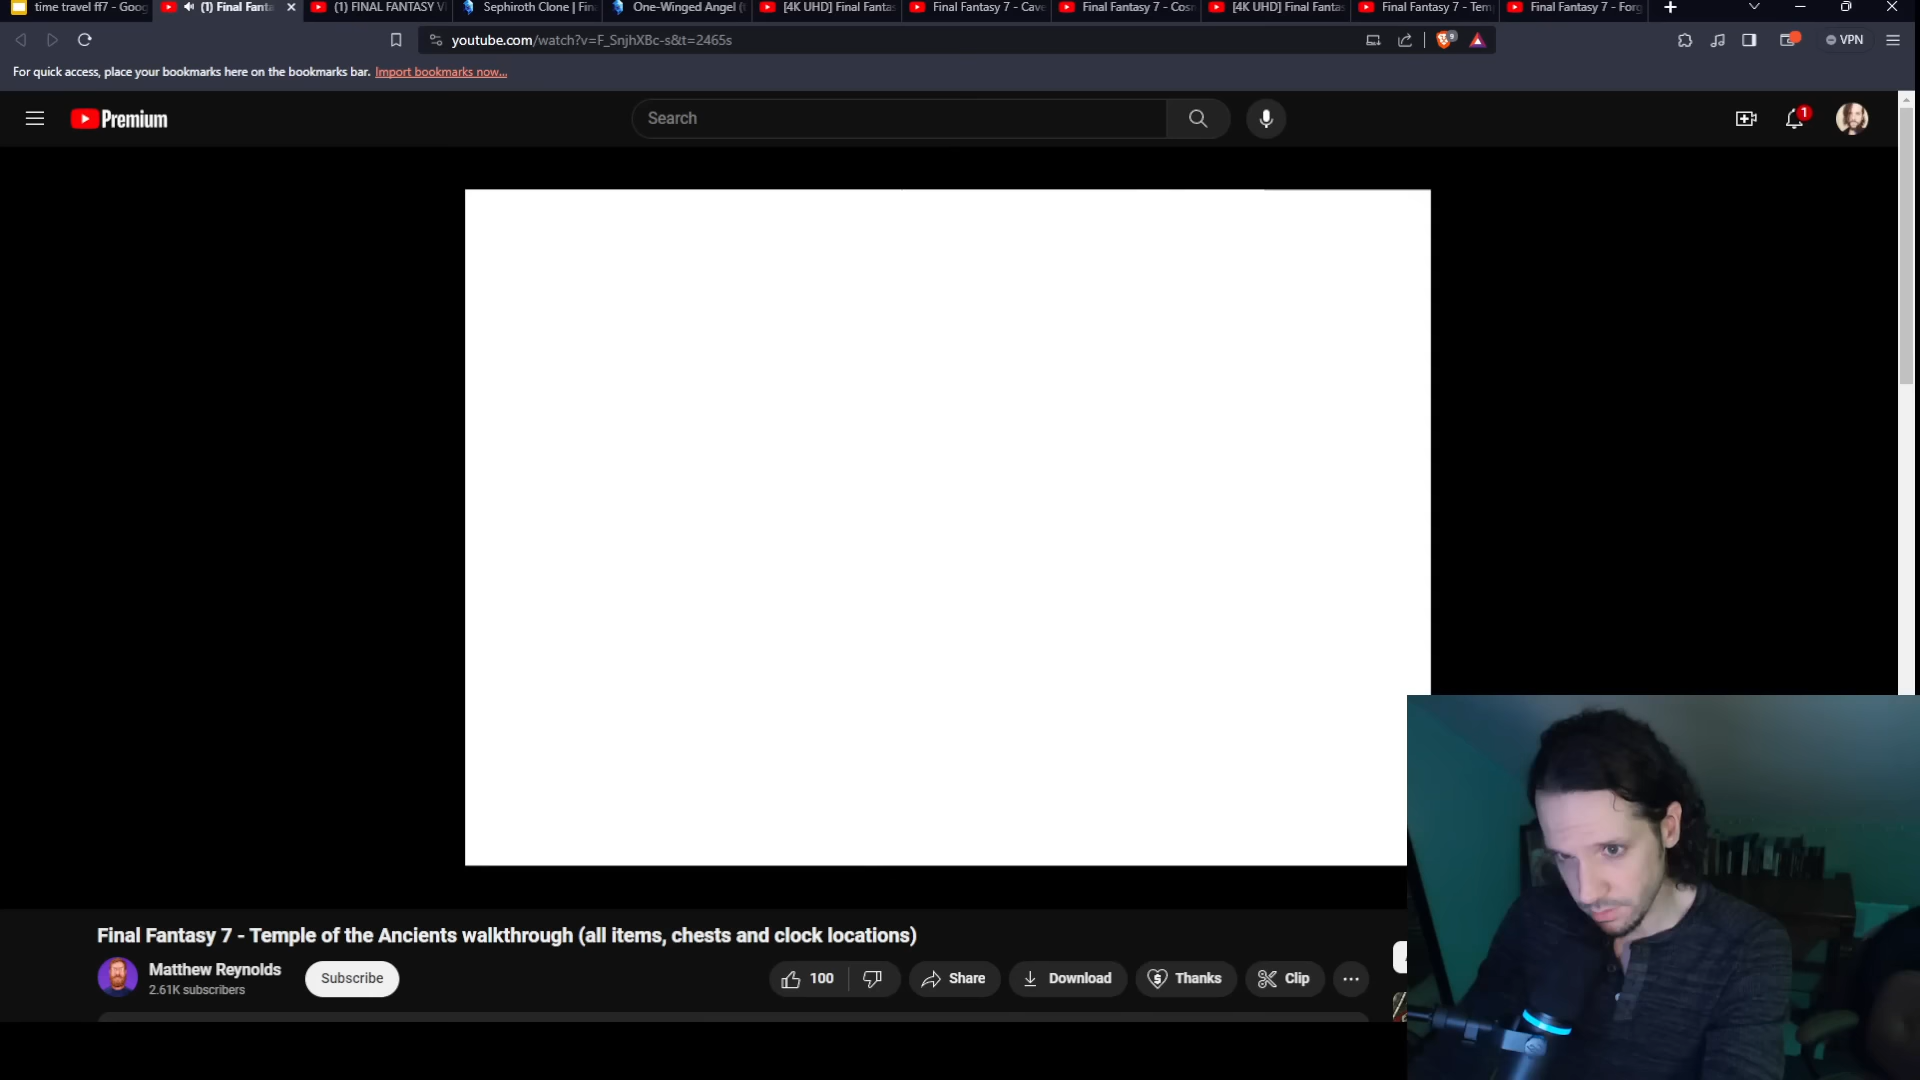 time travel ff7 - Goog
(1) Final Fanta
(1) FINAL FANTASY V
Sephiroth Clone | Fin
One-Winged Angel (t
[4K UHD] Final Fantas
Final Fantasy 7 - Cave
Final Fantasy 7 - Cosm
[4K UHD] Final Fantas
Final Fantasy 7 - Tem
Final Fantasy 7 - Forg
youtube.com/watch?v=F_SnjhXBc-s&t=2465s
9
VPN
For quick access, place your bookmarks here on the bookmarks bar. Import bookmarks now...
Premium
Search
1
Final Fantasy 7 - Temple of the Ancients walkthrough (all items, chests and clock locations)
Matthew Reynolds
2.61K subscribers
Subscribe
100
Share
Download
Thanks
Clip